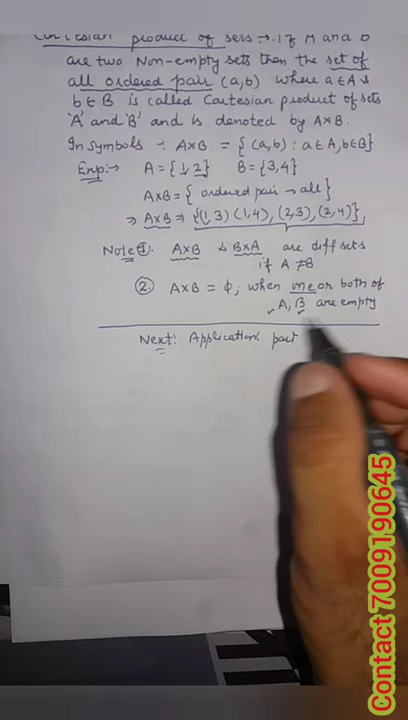 Cartesian product of sets :→. If A and B
are two Non-empty sets then the set of
all ordered pair (a,b) where a∈A &
b∈B is called Cartesian product of sets
'A' and 'B' and is denoted by A×B.
In Symbols ÷ A×B = {(a,b) : a∈A, b∈B}
Exp:→ A = {1,2} B = {3,4}
A×B = { ordered pair → all}
⇒ A×B ⇒ {(1,3) (1,4), (2,3), (2,4)},
Note ①. A×B & B×A are diff sets
if A ≠B
②. A×B = ϕ; when one or both of
A, B are empty
Next: Application part
Contact 7009190645